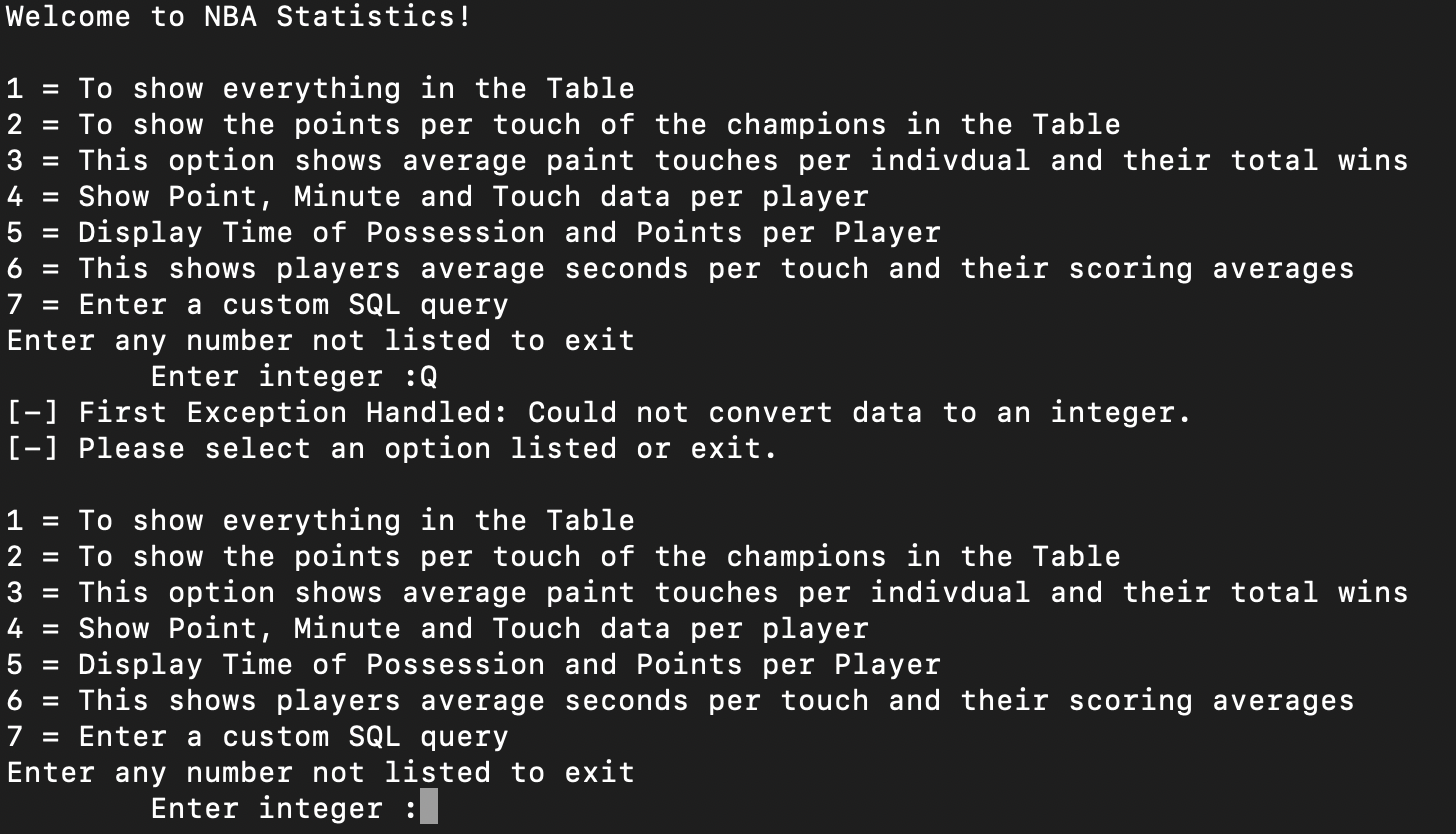 Welcome to NBA Statistics!
1 = To show everything in the Table
2 = To show the points per touch of the champions in the Table
3 = This option shows average paint touches per indivdual and their total wins
4 = Show Point, Minute and Touch data per player
5 = Display Time of Possession and Points per Player
6 = This shows players average seconds per touch and their scoring averages
7 = Enter a custom SQL query
Enter any number not listed to exit
Enter integer :Q
[-] First Exception Handled: Could not convert data to an integer.
[-] Please select an option listed or exit.
1 = To show everything in the Table
2 = To show the points per touch of the champions in the Table
3 = This option shows average paint touches per indivdual and their total wins
4 = Show Point, Minute and Touch data per player
5 = Display Time of Possession and Points per Player
6 = This shows players average seconds per touch and their scoring averages
7 = Enter a custom SQL query
Enter any number not listed to exit
Enter integer :